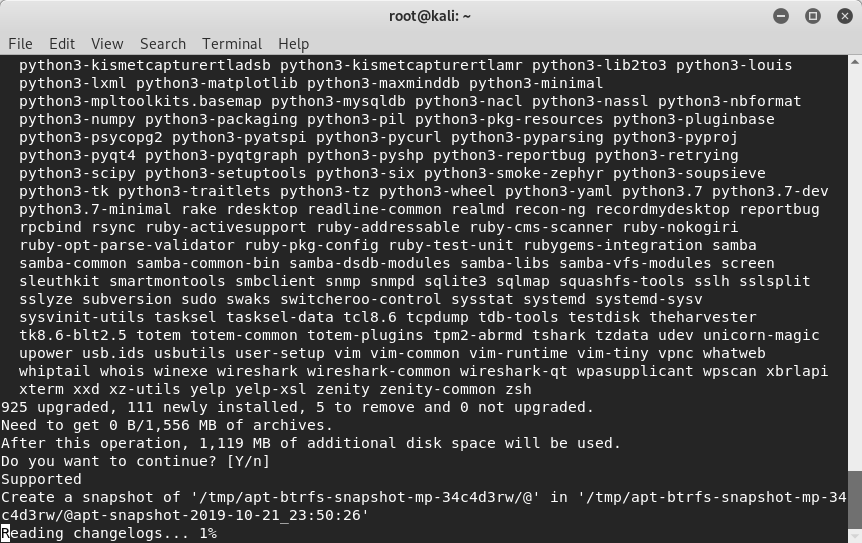 root@kali: ~
File Edit View Search Terminal Help
python3-kismetcapturertladsb python3-kismetcapturertlamr python3-lib2to3 python3-louis
python3-lxml python3-matplotlib python3-maxminddb python3-minimal
python3-mpltoolkits.basemap python3-mysqldb python3-nacl python3-nassl python3-nbformat
python3-numpy python3-packaging python3-pil python3-pkg-resources python3-pluginbase
python3-psycopg2 python3-pyatspi python3-pycurl python3-pyparsing python3-pyproj
python3-pyqt4 python3-pyqtgraph python3-pyshp python3-reportbug python3-retrying
python3-scipy python3-setuptools python3-six python3-smoke-zephyr python3-soupsieve
python3-tk python3-traitlets python3-tz python3-wheel python3-yaml python3.7 python3.7-dev
python3.7-minimal rake rdesktop readline-common realmd recon-ng recordmydesktop reportbug
rpcbind rsync ruby-activesupport ruby-addressable ruby-cms-scanner ruby-nokogiri
ruby-opt-parse-validator ruby-pkg-config ruby-test-unit rubygems-integration samba
samba-common samba-common-bin samba-dsdb-modules samba-libs samba-vfs-modules screen
sleuthkit smartmontools smbclient snmp snmpd sqlite3 sqlmap squashfs-tools sslh sslsplit
sslyze subversion sudo swaks switcheroo-control sysstat systemd systemd-sysv
sysvinit-utils tasksel tasksel-data tcl8.6 tcpdump tdb-tools testdisk theharvester
tk8.6-blt2.5 totem totem-common totem-plugins tpm2-abrmd tshark tzdata udev unicorn-magic
upower usb.ids usbutils user-setup vim vim-common vim-runtime vim-tiny vpnc whatweb
whiptail whois winexe wireshark wireshark-common wireshark-qt wpasupplicant wpscan xbrlapi
xterm xxd xz-utils yelp yelp-xsl zenity zenity-common zsh
925 upgraded, 111 newly installed, 5 to remove and 0 not upgraded.
Need to get 0 B/1,556 MB of archives.
After this operation, 1,119 MB of additional disk space will be used.
Do you want to continue? [Y/n]
Supported
Create a snapshot of '/tmp/apt-btrfs-snapshot-mp-34c4d3rw/@' in '/tmp/apt-btrfs-snapshot-mp-34
c4d3rw/@apt-snapshot-2019-10-21_23:50:26'
Reading changelogs... 1%